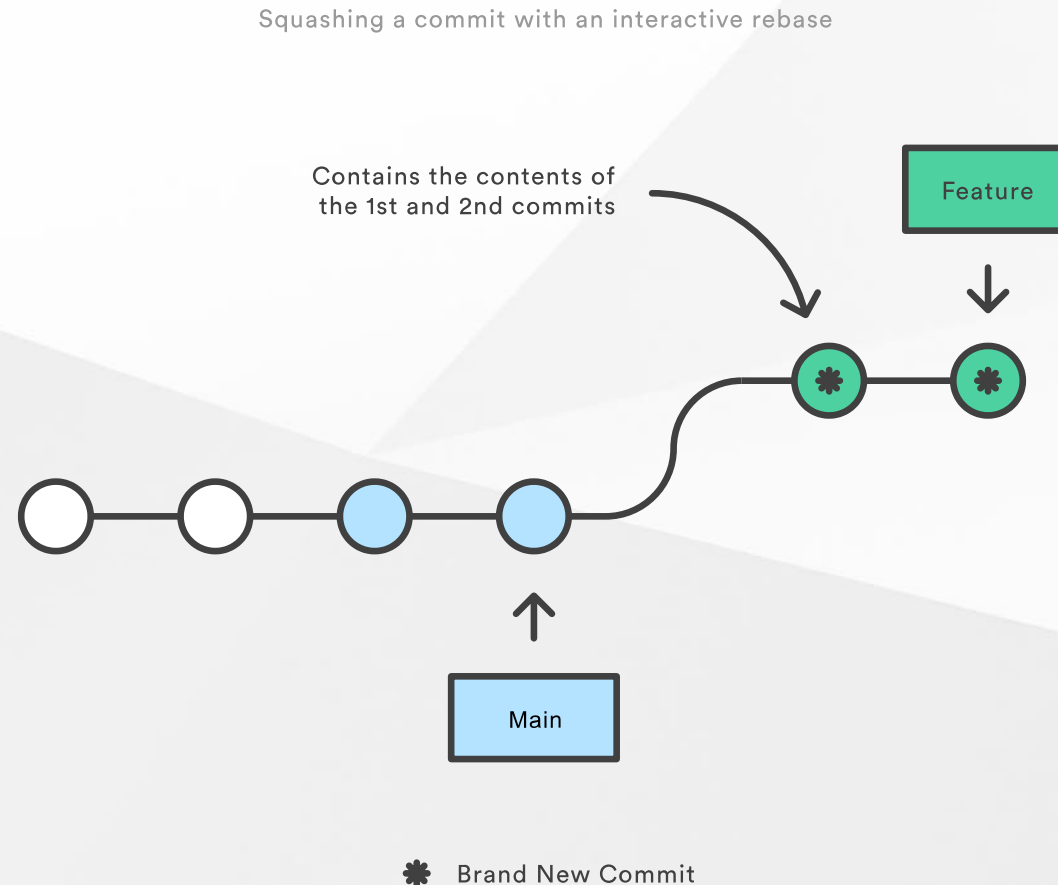 Squashing a commit with an interactive rebase
Contains the contents of
the 1st and 2nd commits
Feature
Main
Brand New Commit